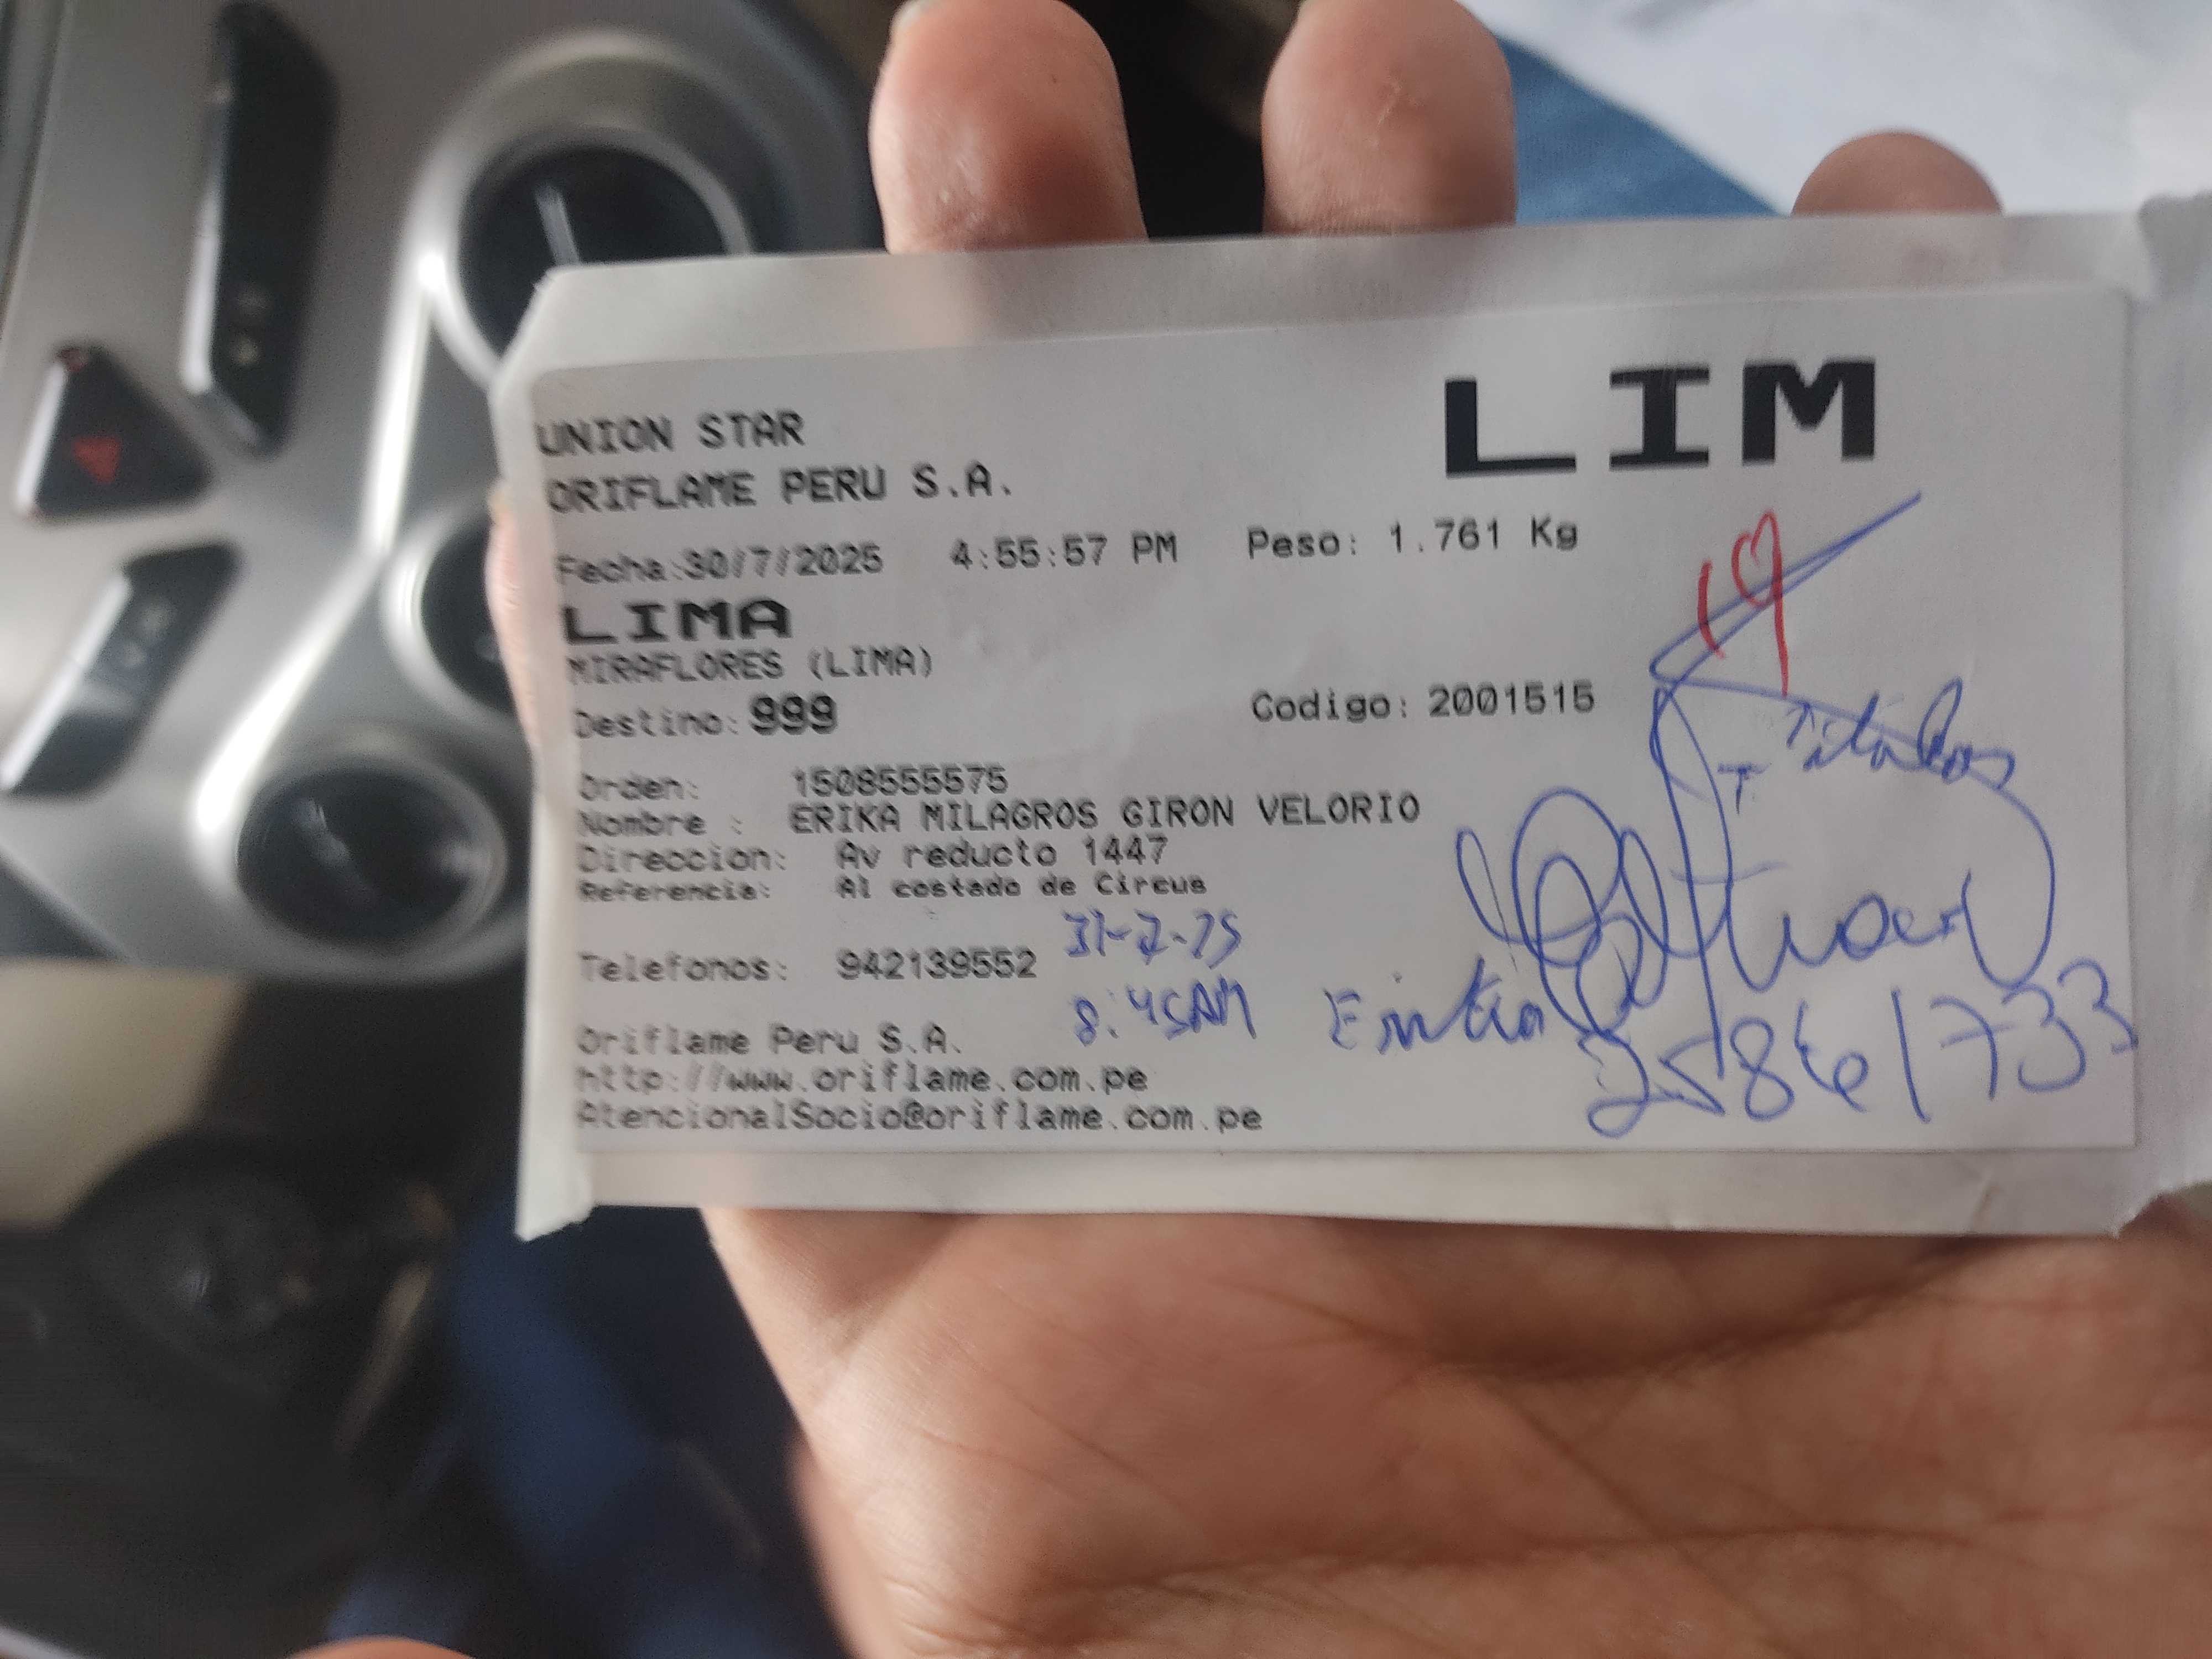 LIM
UNION STAR
ORIFLAME PERU S.A.
Fecha:30/7/2025 4:55:57 PM Peso: 1.761 Kg
19
LIMA
MIRAFLORES (LIMA)
Destino: 999 Codigo: 2001515
Orden: 1508555575
Nombre : ERIKA MILAGROS GIRON VELORIO
Direccion: Av reducto 1447
Referencia: Al costado de Circus
31-7-25
Telefonos: 942139552
8:45AM
25861733
Oriflame Peru S.A.
http://www.oriflame.com.pe
AtencionalSocio@oriflame.com.pe